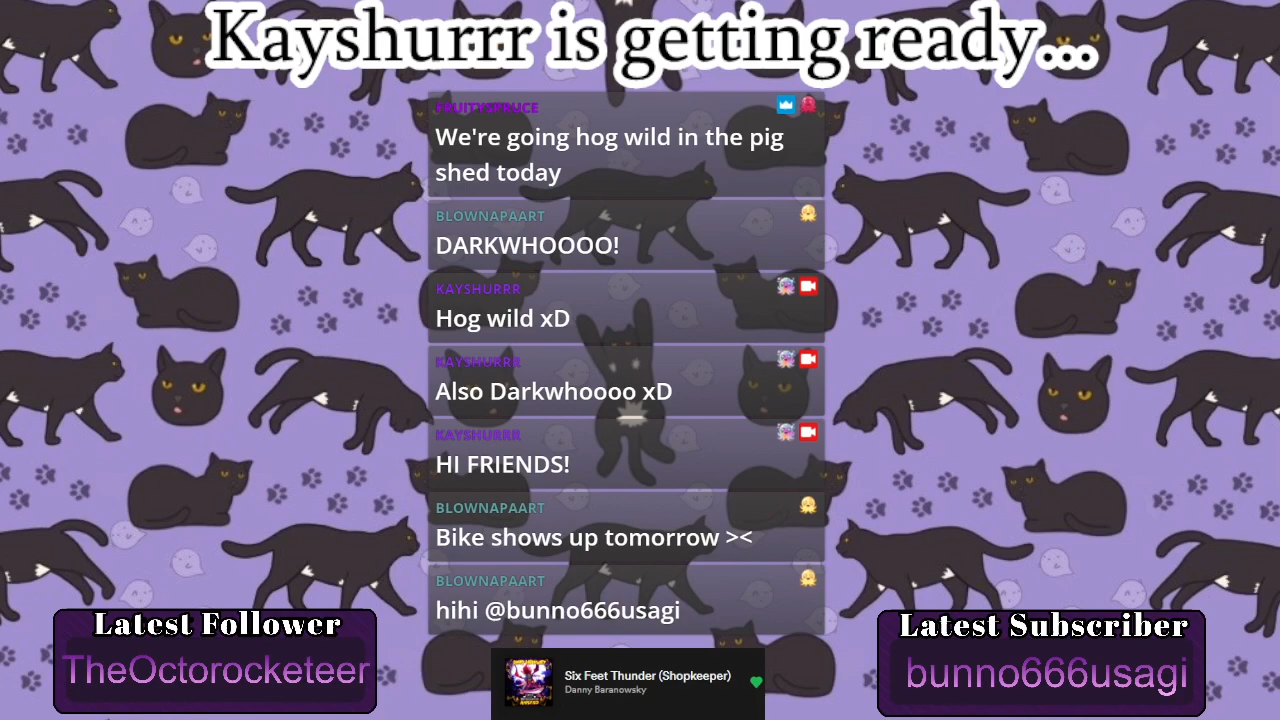 Kayshurrr is getting ready...
FRUITYSPRUCE
We're going hog wild in the pig
shed today
BLOWNAPAART
DARKWHOOOO!
KAYSHURRR
Hog wild xD
KAYSHURRR
Also Darkwhoooo xD
KAYSHURRR
HI FRIENDS!
BLOWNAPAART
Bike shows up tomorrow ><
BLOWNAPAART
hihi @bunno666usagi
Latest Follower
TheOctorocketeer
Latest Subscriber
bunno666usagi
Six Feet Thunder (Shopkeeper)
Danny Baranowsky